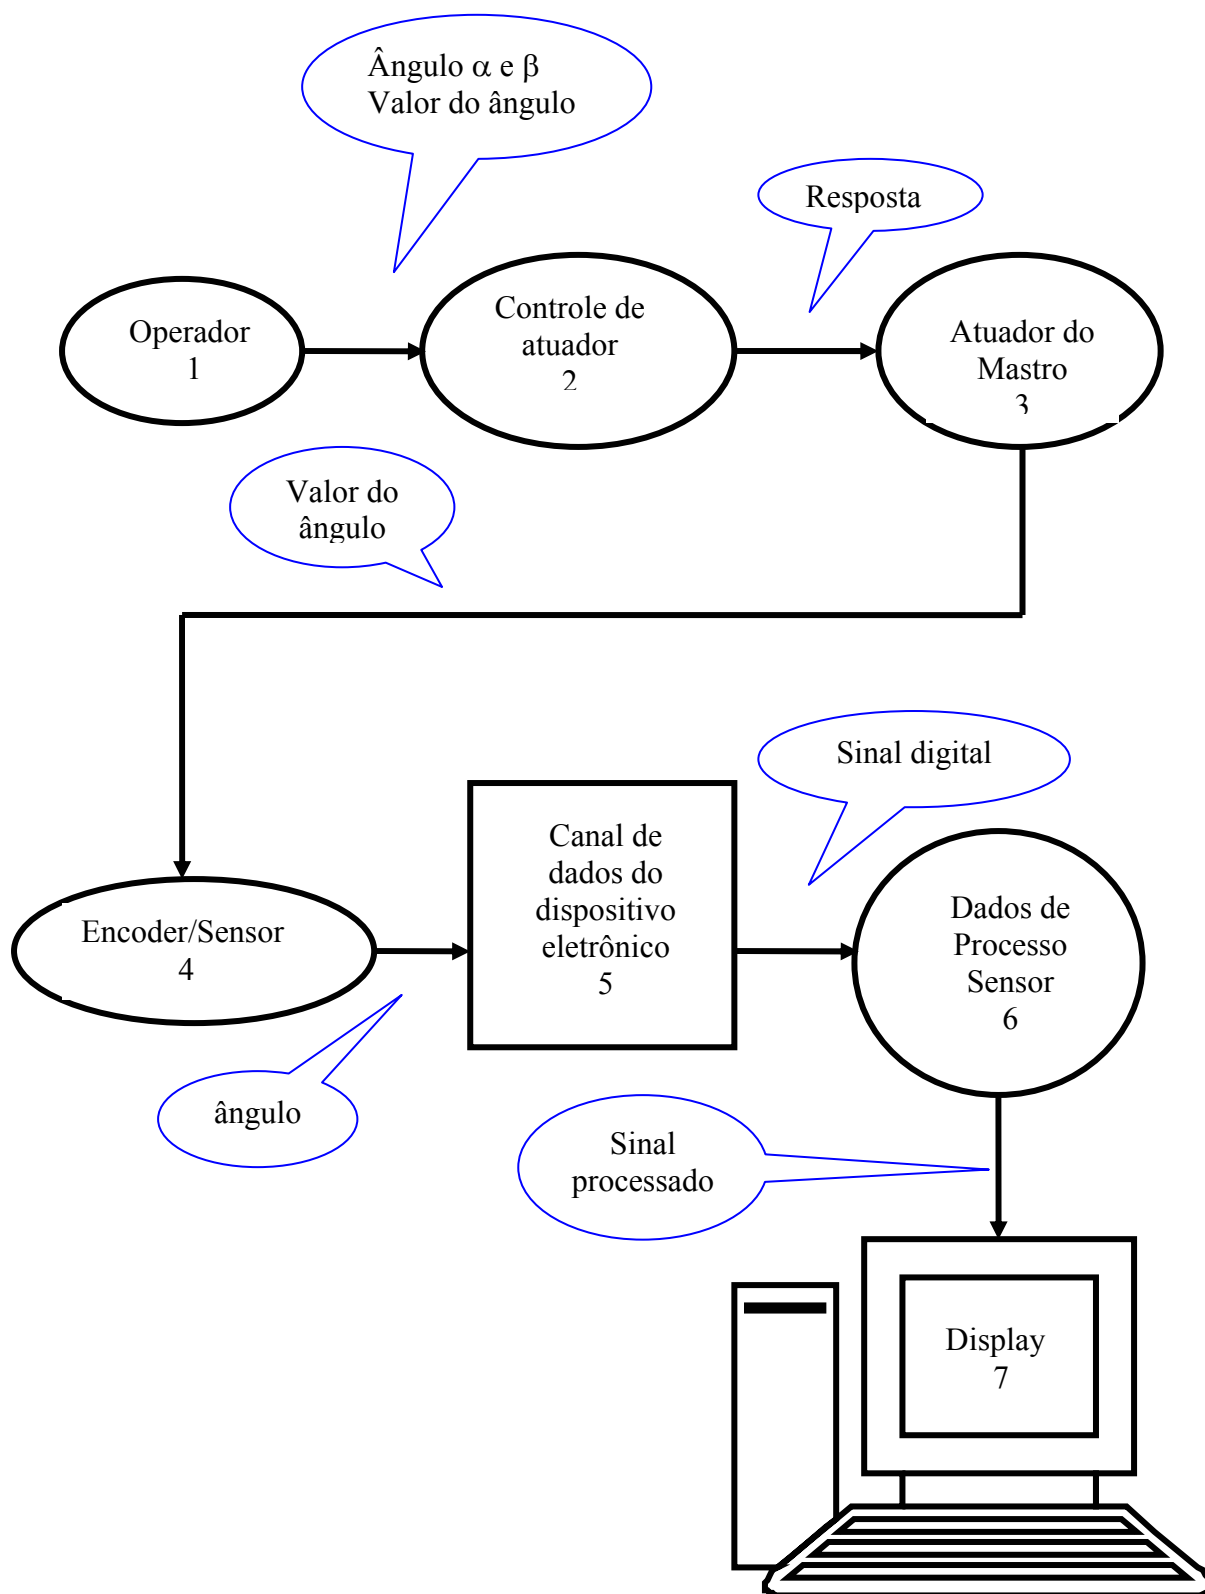 Ângulo α e β
Valor do ângulo
Resposta
Operador
1
Controle de
atuador
2
Atuador do
Mastro
3
Valor do
ângulo
Sinal digital
Encoder/Sensor
4
Canal de
dados do
dispositivo
eletrônico
5
Dados de
Processo
Sensor
6
ângulo
Sinal
processado
Display
7